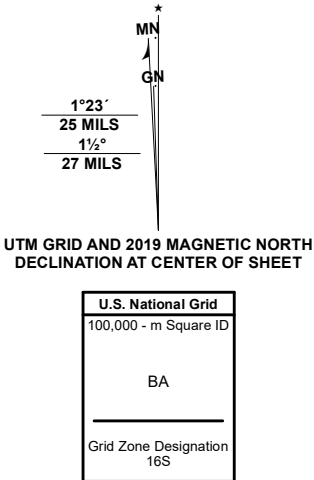 MN
GN
1°23´
25 MILS
1½°
27 MILS
UTM GRID AND 2019 MAGNETIC NORTH
DECLINATION AT CENTER OF SHEET
U.S. National Grid
100,000 - m Square ID
BA
Grid Zone Designation
16S